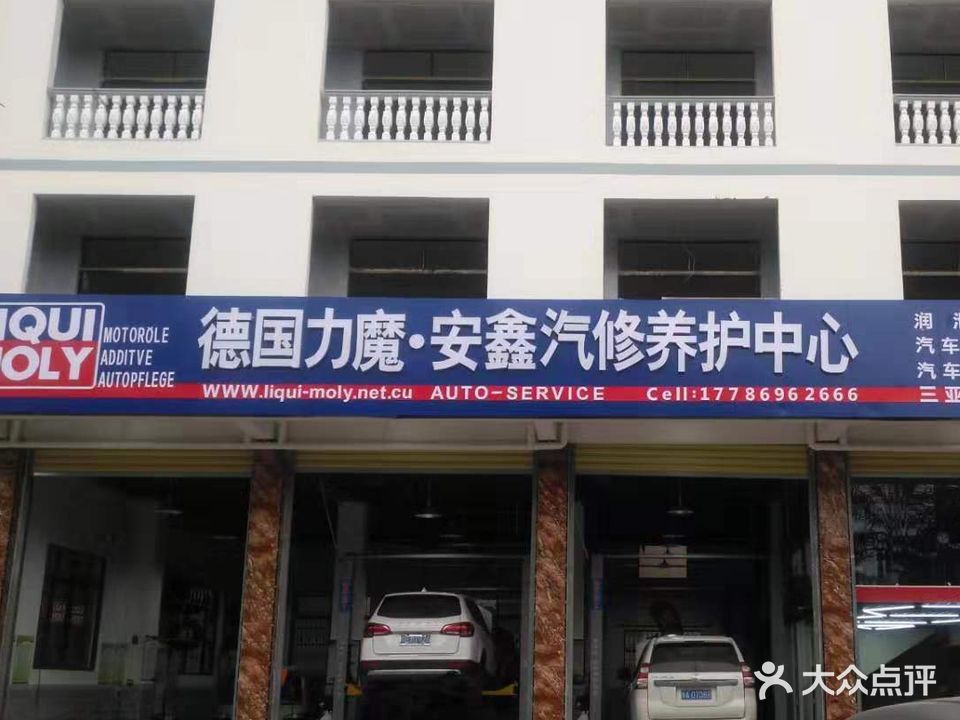 LIQUI
MOLY
MOTORÖLE
ADDITVE
AUTOPFLEGE
德国力魔·安鑫汽修养护中心
WWW.liqui-moly.net.cu AUTO-SERVICE Cell:17786962666
润
汽车
汽车
三亚
大众点评